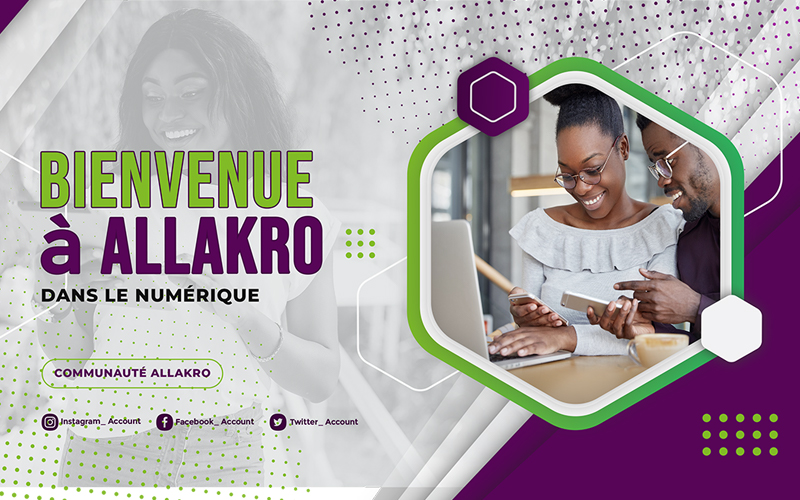 BIENVENUE
à ALLAKRO
DANS LE NUMÉRIQUE
COMMUNAUTÉ ALLAKRO
Instagram_ Account
Facebook_ Account
Twitter_ Account